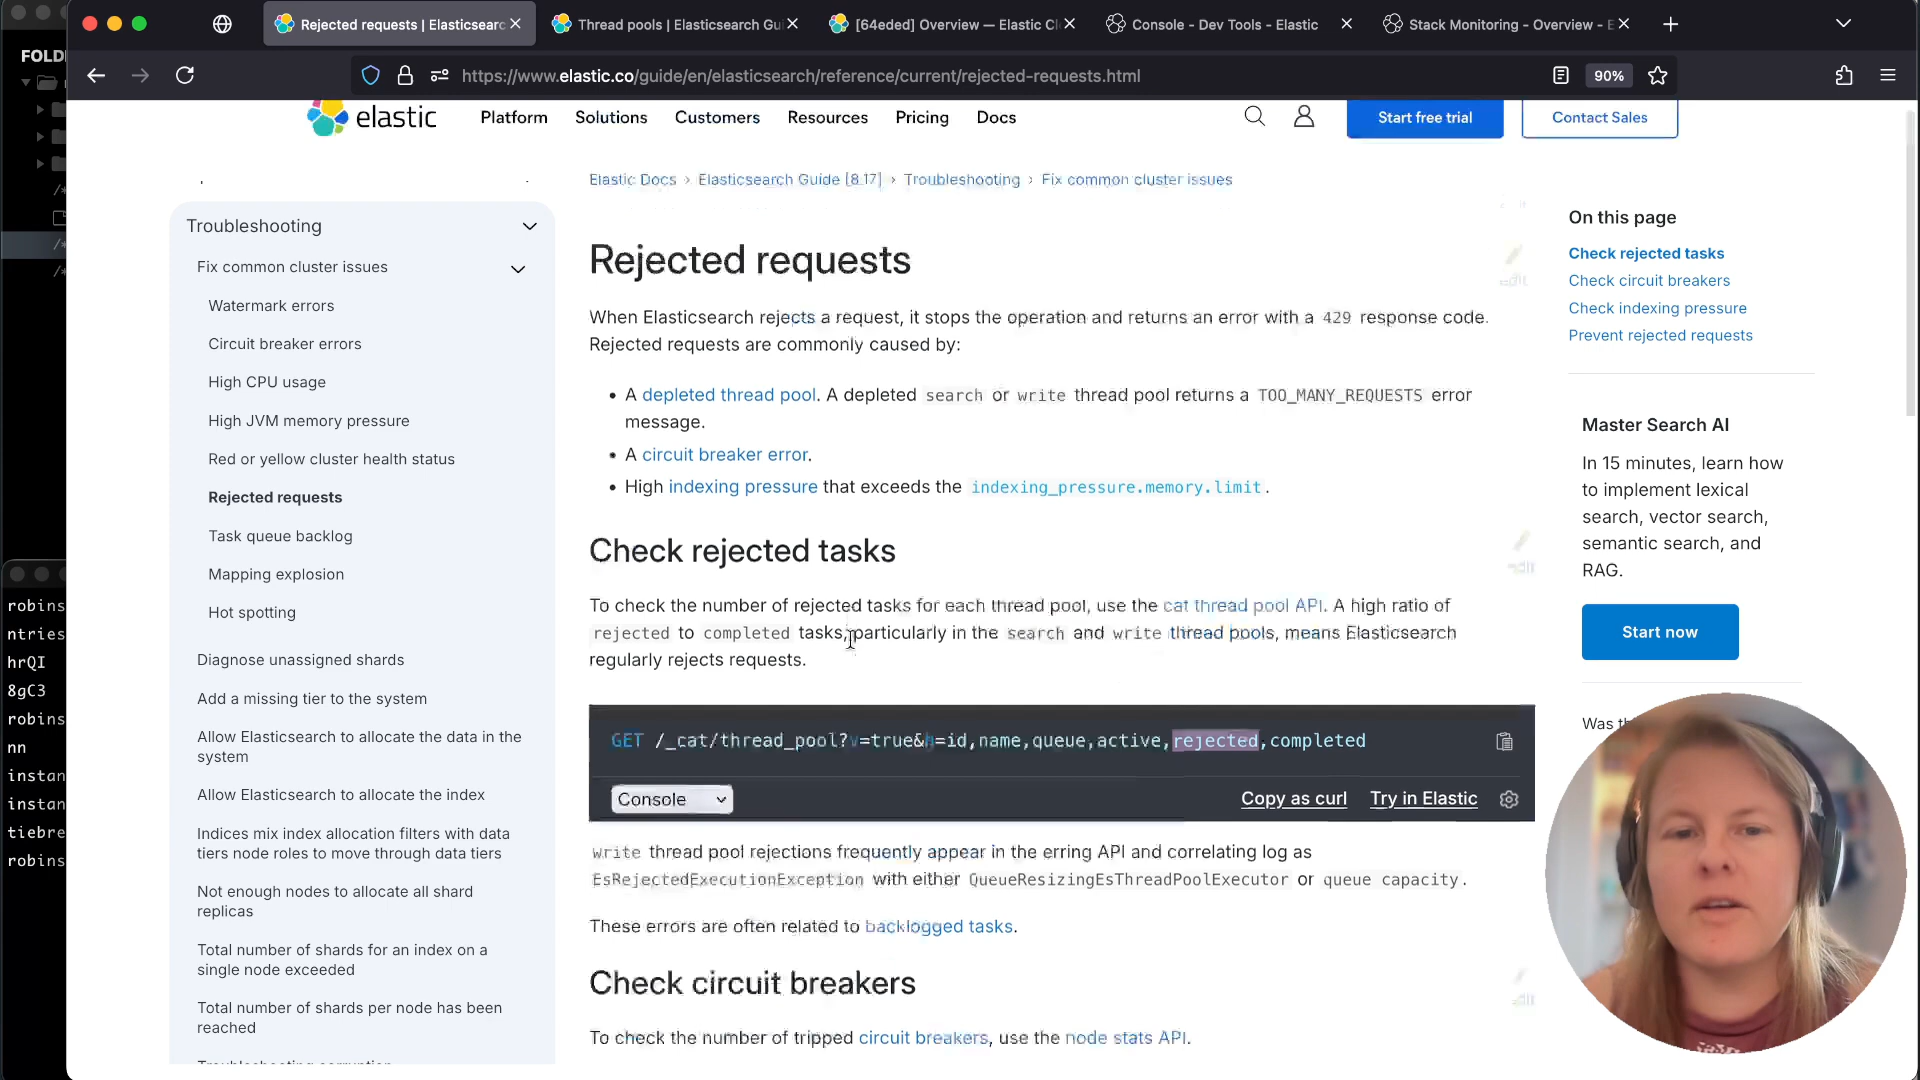 FOLD
Rejected requests | Elasticsearc
Thread pools | Elasticsearch Gu
[64eded] Overview — Elastic Cl
Console - Dev Tools - Elastic
Stack Monitoring - Overview - E
https://www.elastic.co/guide/en/elasticsearch/reference/current/rejected-requests.html
90%
elastic
Platform
Solutions
Customers
Resources
Pricing
Docs
Start free trial
Contact Sales
Elastic Docs › Elasticsearch Guide [8.17] › Troubleshooting › Fix common cluster issues
Troubleshooting
Fix common cluster issues
Watermark errors
Circuit breaker errors
High CPU usage
High JVM memory pressure
Red or yellow cluster health status
Rejected requests
Task queue backlog
Mapping explosion
Hot spotting
Diagnose unassigned shards
Add a missing tier to the system
Allow Elasticsearch to allocate the data in the
system
Allow Elasticsearch to allocate the index
Indices mix index allocation filters with data
tiers node roles to move through data tiers
Not enough nodes to allocate all shard
replicas
Total number of shards for an index on a
single node exceeded
Total number of shards per node has been
reached
Rejected requests
When Elasticsearch rejects a request, it stops the operation and returns an error with a 429 response code.
Rejected requests are commonly caused by:
• A depleted thread pool. A depleted search or write thread pool returns a TOO_MANY_REQUESTS error
message.
• A circuit breaker error.
• High indexing pressure that exceeds the indexing_pressure.memory.limit.
Check rejected tasks
edit
To check the number of rejected tasks for each thread pool, use the cat thread pool API. A high ratio of
rejected to completed tasks, particularly in the search and write thread pools, means Elasticsearch
regularly rejects requests.
GET /_cat/thread_pool?v=true&h=id,name,queue,active,rejected,completed
Console
Copy as curl
Try in Elastic
write thread pool rejections frequently appear in the erring API and correlating log as
EsRejectedExecutionException with either QueueResizingEsThreadPoolExecutor or queue capacity.
These errors are often related to backlogged tasks.
Check circuit breakers
edit
To check the number of tripped circuit breakers, use the node stats API.
On this page
Check rejected tasks
Check circuit breakers
Check indexing pressure
Prevent rejected requests
Master Search AI
In 15 minutes, learn how
to implement lexical
search, vector search,
semantic search, and
RAG.
Start now
Was
robins
ntries
hrQI
8gC3
robins
nn
instan
instan
tiebre
robins